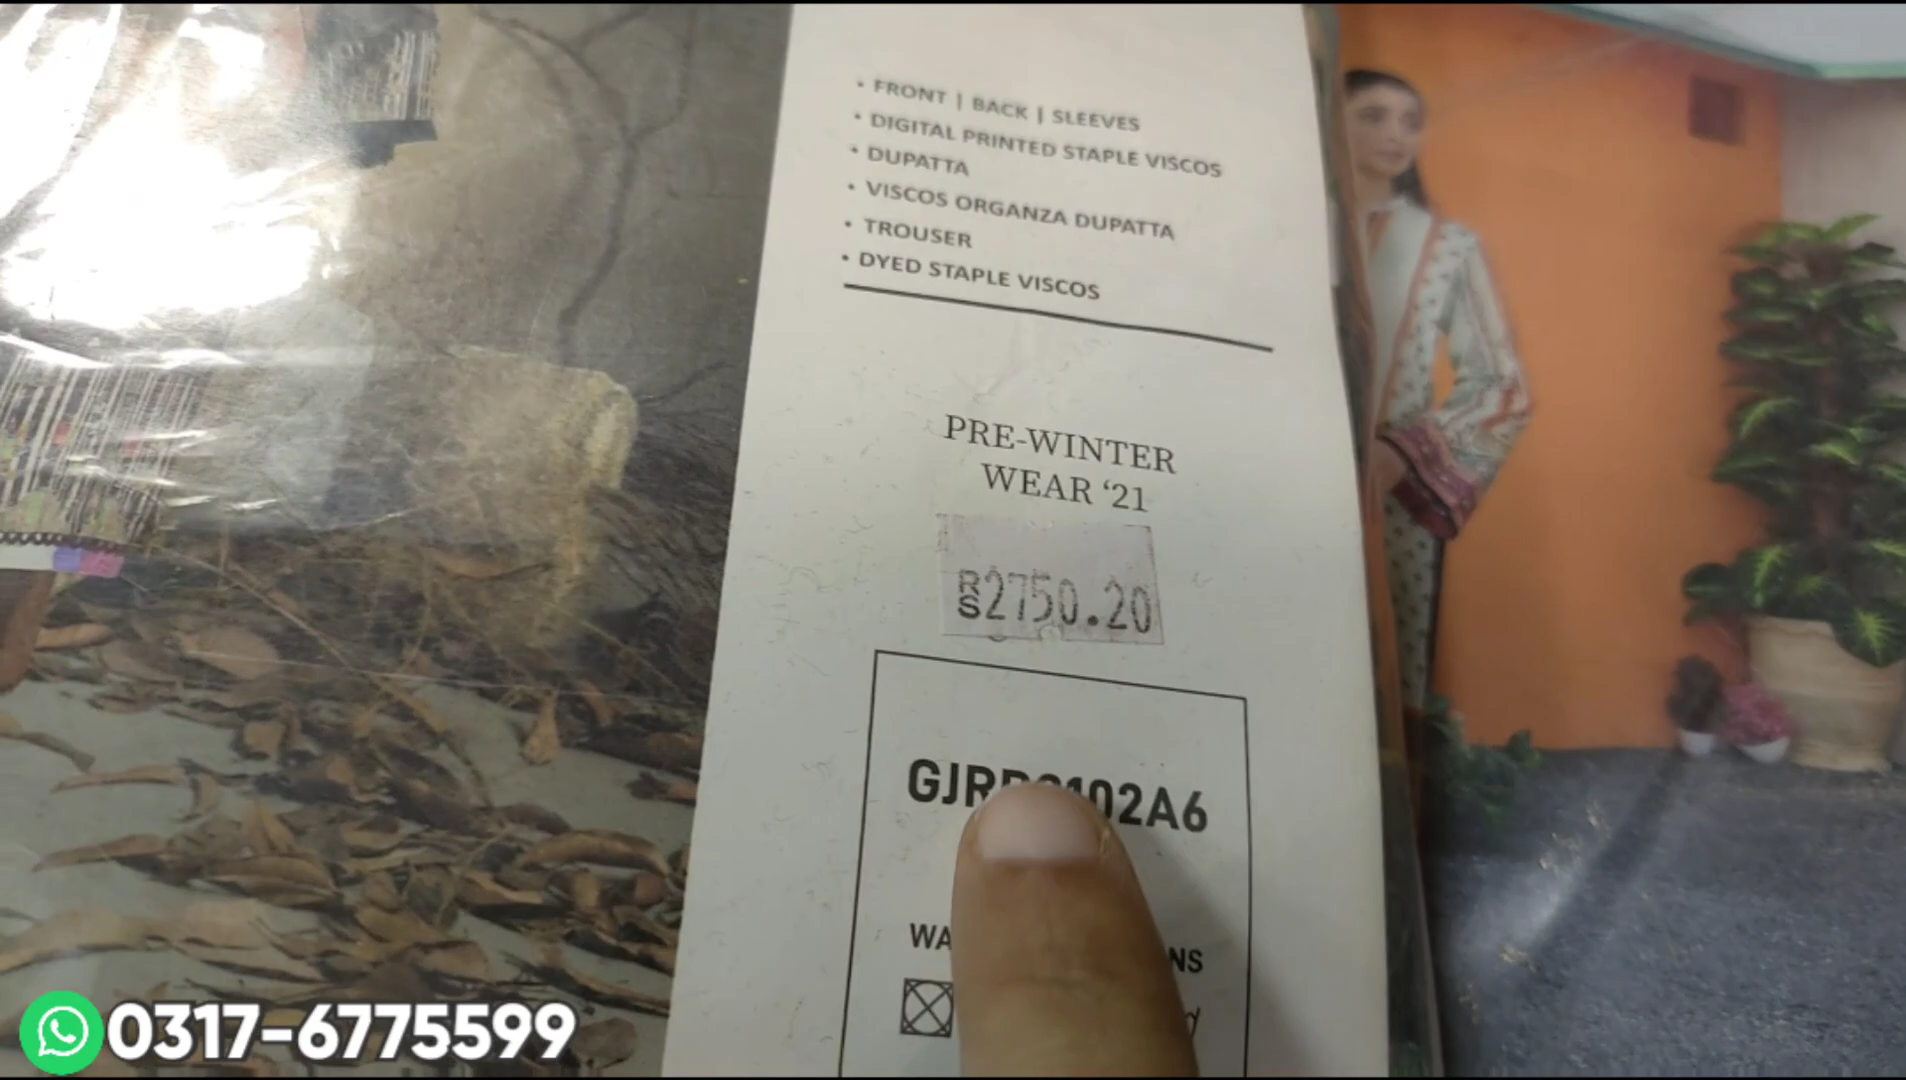 • FRONT | BACK | SLEEVES
• DIGITAL PRINTED STAPLE VISCOS
• DUPATTA
• VISCOS ORGANZA DUPATTA
• TROUSER
• DYED STAPLE VISCOS
PRE-WINTER
WEAR ‘21
RS2750.20
0317-6775599